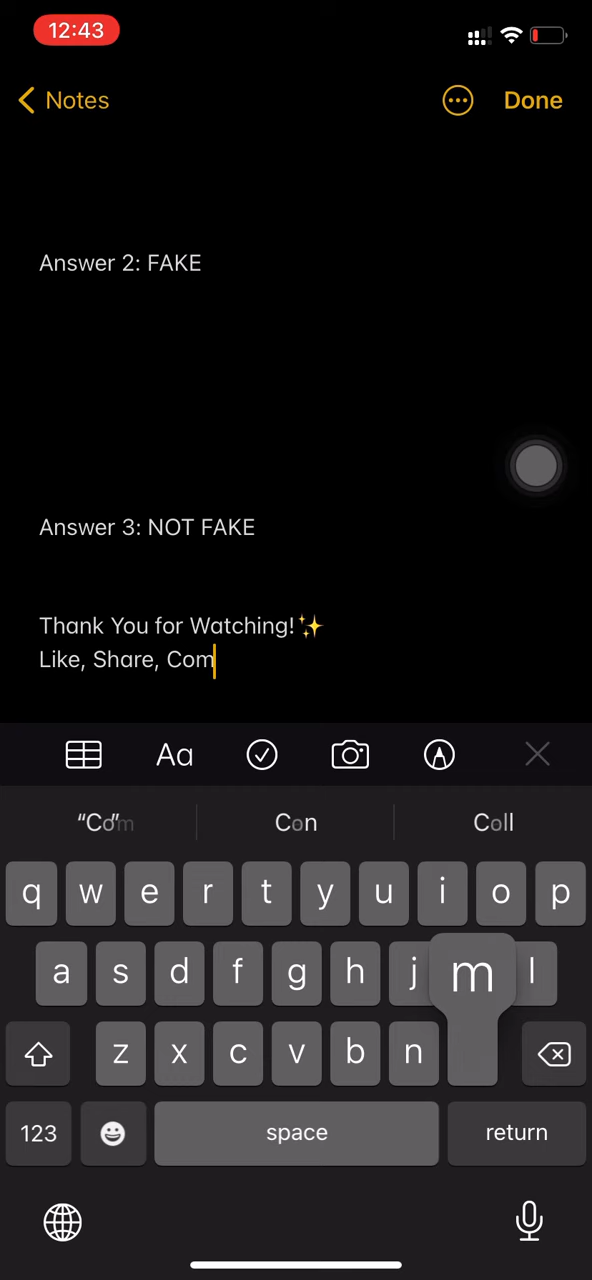 12:43
Notes
Done
Answer 2: FAKE
Answer 3: NOT FAKE
Thank You for Watching!✨
Like, Share, Com
Aa
Con
Coll
q w e r t y u i o p
a s d f g h j m l
z x c v b n
123 space return